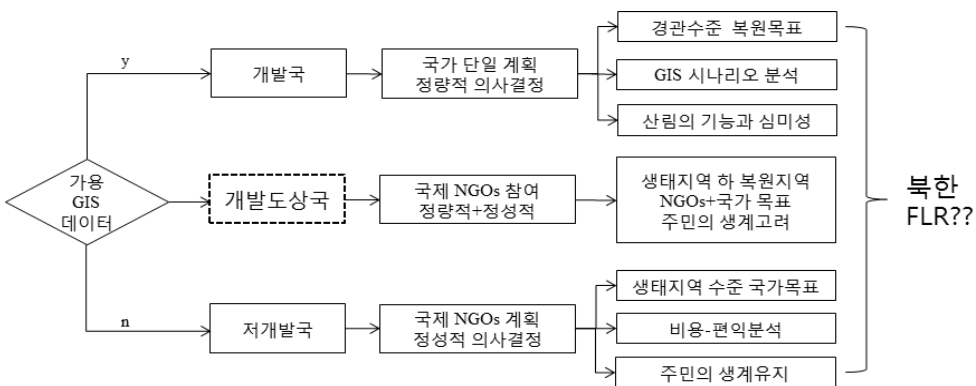 y
개발국
국가 단일 계획
정량적 의사결정
경관수준 복원목표
GIS 시나리오 분석
산림의 기능과 심미성
가용
GIS
데이터
개발도상국
국제 NGOs 참여
정량적+정성적
생태지역 하 복원지역
NGOs+국가 목표
주민의 생계고려
북한
FLR??
n
저개발국
국제 NGOs 계획
정성적 의사결정
생태지역 수준 국가목표
비용-편익분석
주민의 생계유지